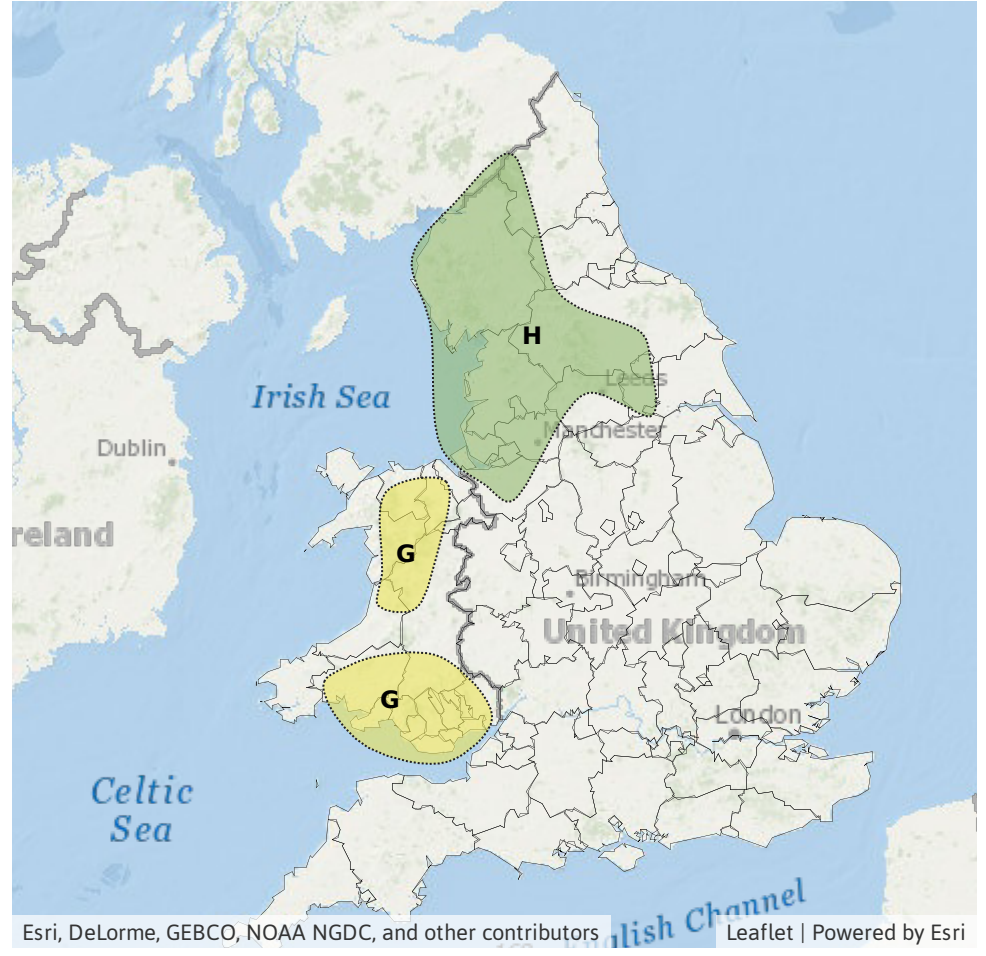 H
Leeds
Irish Sea
Manchester
Dublin
reland
G
Birmingham
United Kingdom
G
London
Celtic
Sea
English Channel
Esri, DeLorme, GEBCO, NOAA NGDC, and other contributors
Leaflet | Powered by Esri